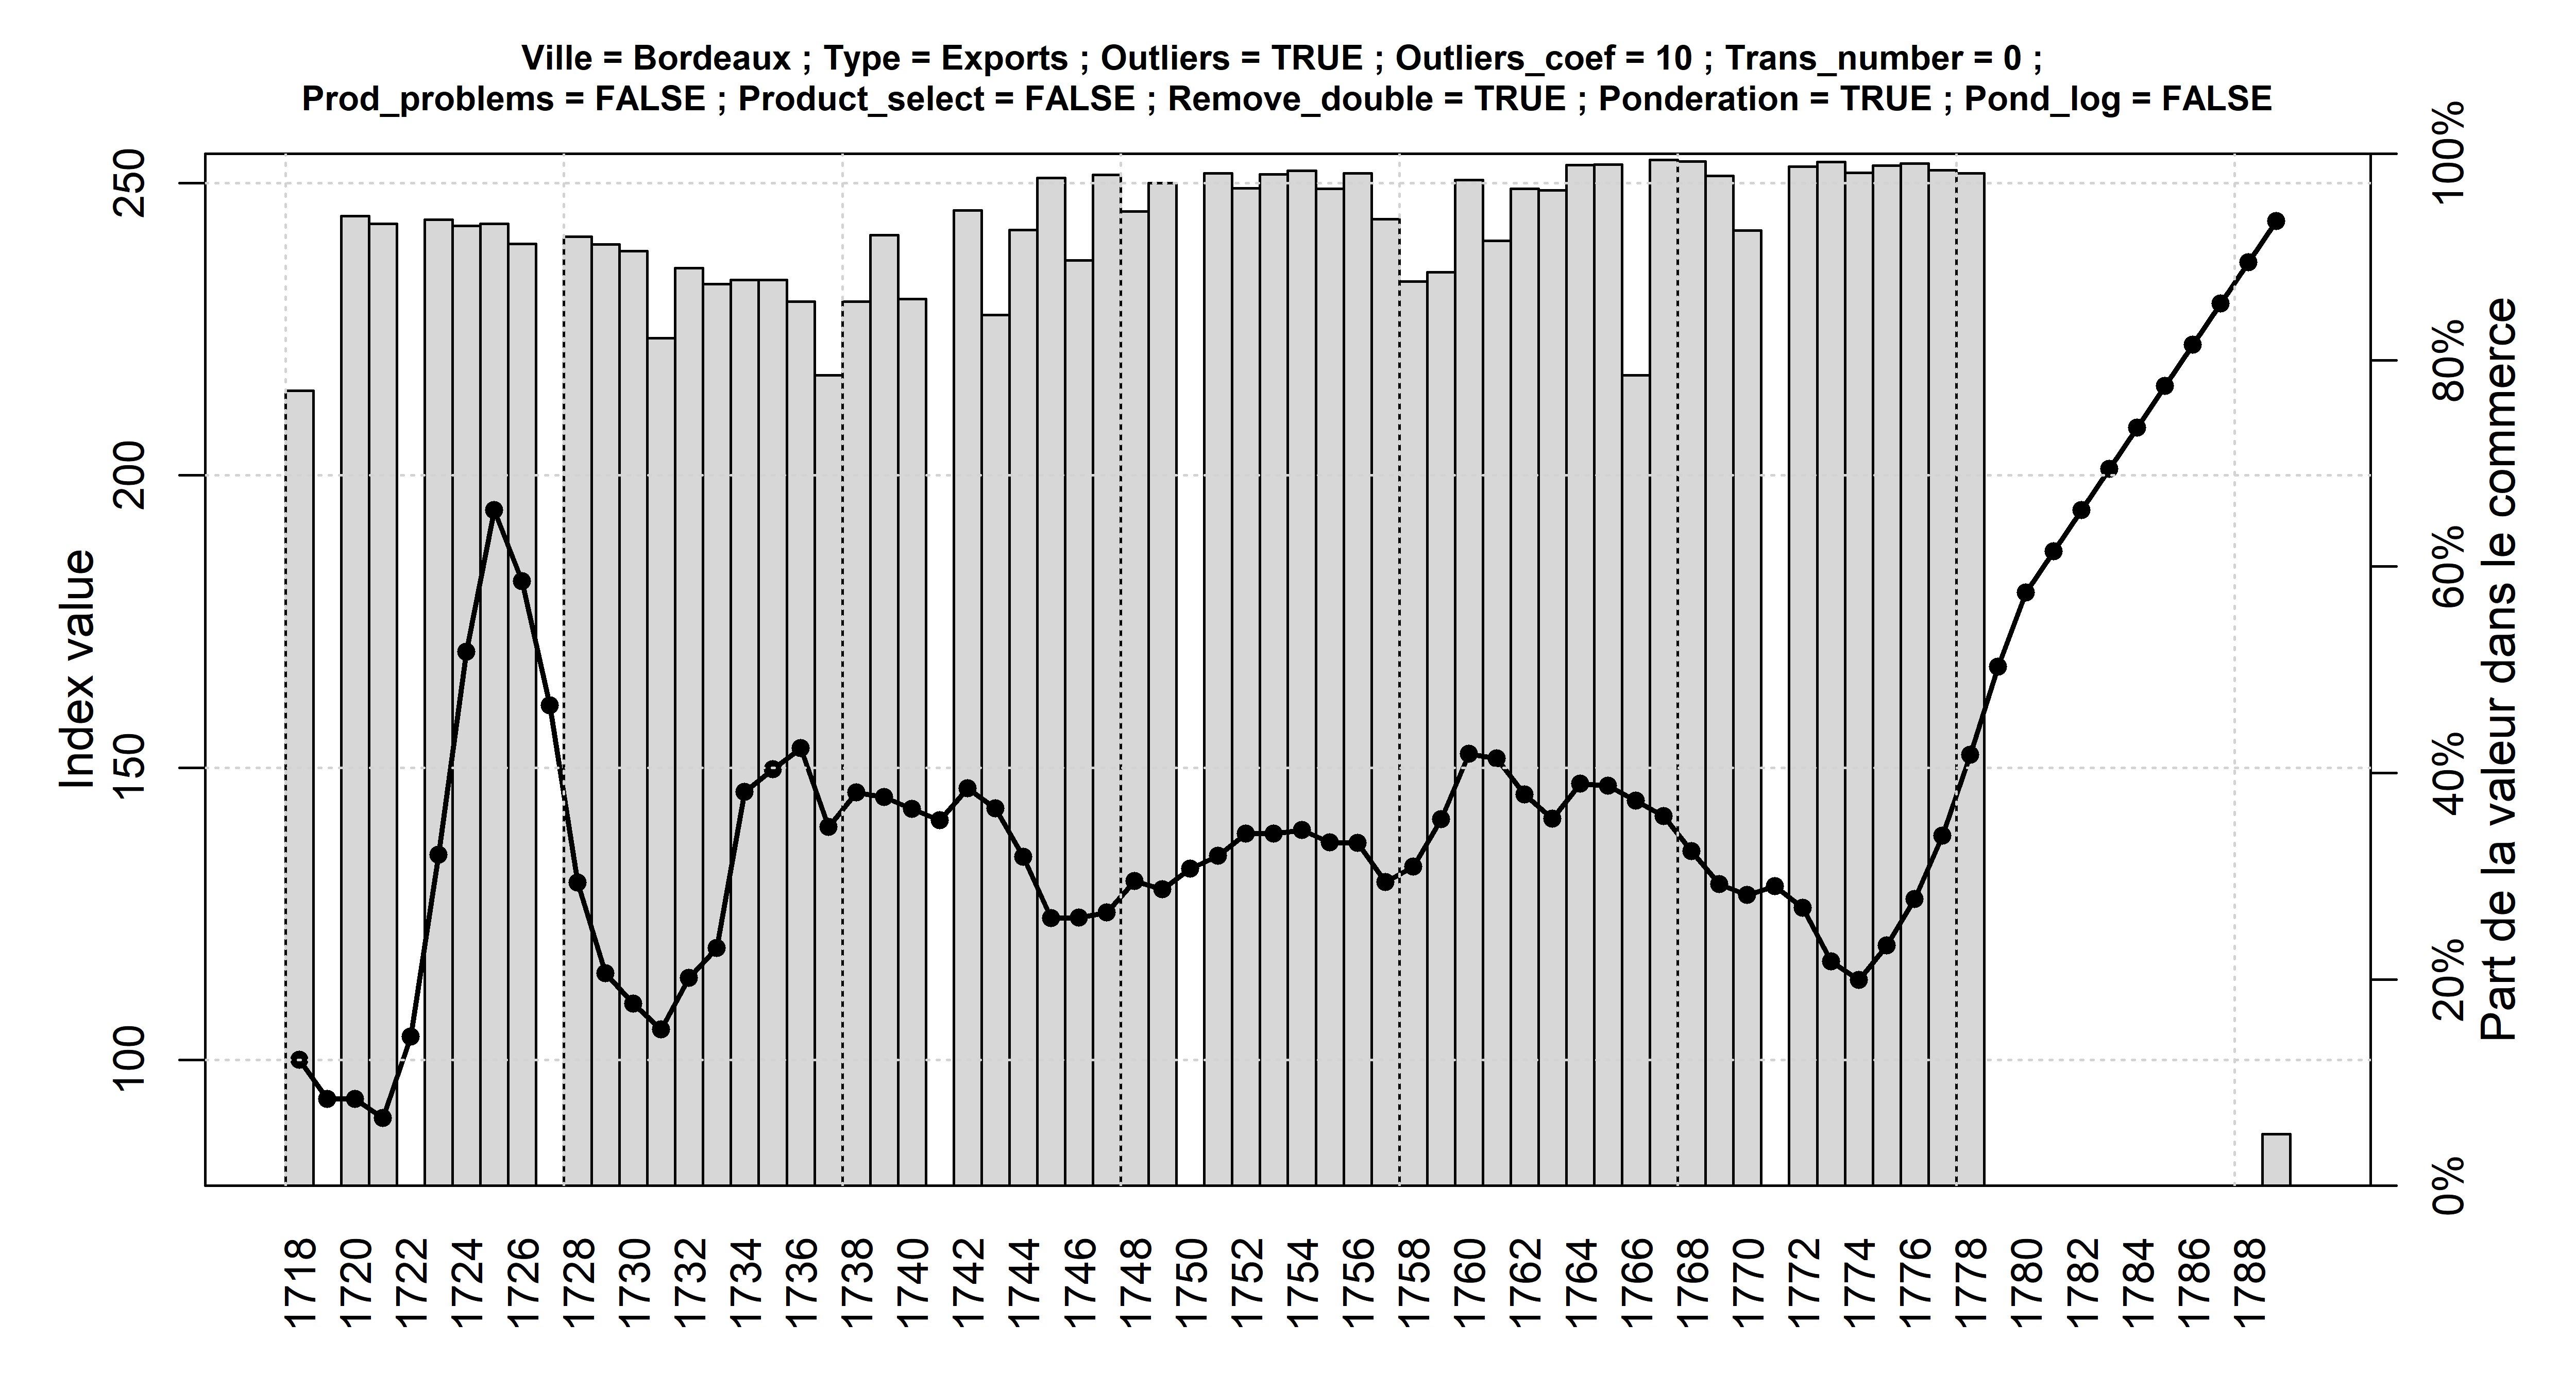 Ville = Bordeaux ; Type = Exports ; Outliers = TRUE ; Outliers_coef = 10 ; Trans_number = 0 ;
Prod_problems = FALSE ; Product_select = FALSE ; Remove_double = TRUE ; Ponderation = TRUE ; Pond_log = FALSE
Index value
250
200
150
100
100%
80%
60%
40%
20%
0%
Part de la valeur dans le commerce
1718 1720 1722 1724 1726 1728 1730 1732 1734 1736 1738 1740 1742 1744 1746 1748 1750 1752 1754 1756 1758 1760 1762 1764 1766 1768 1770 1772 1774 1776 1778 1780 1782 1784 1786 1788